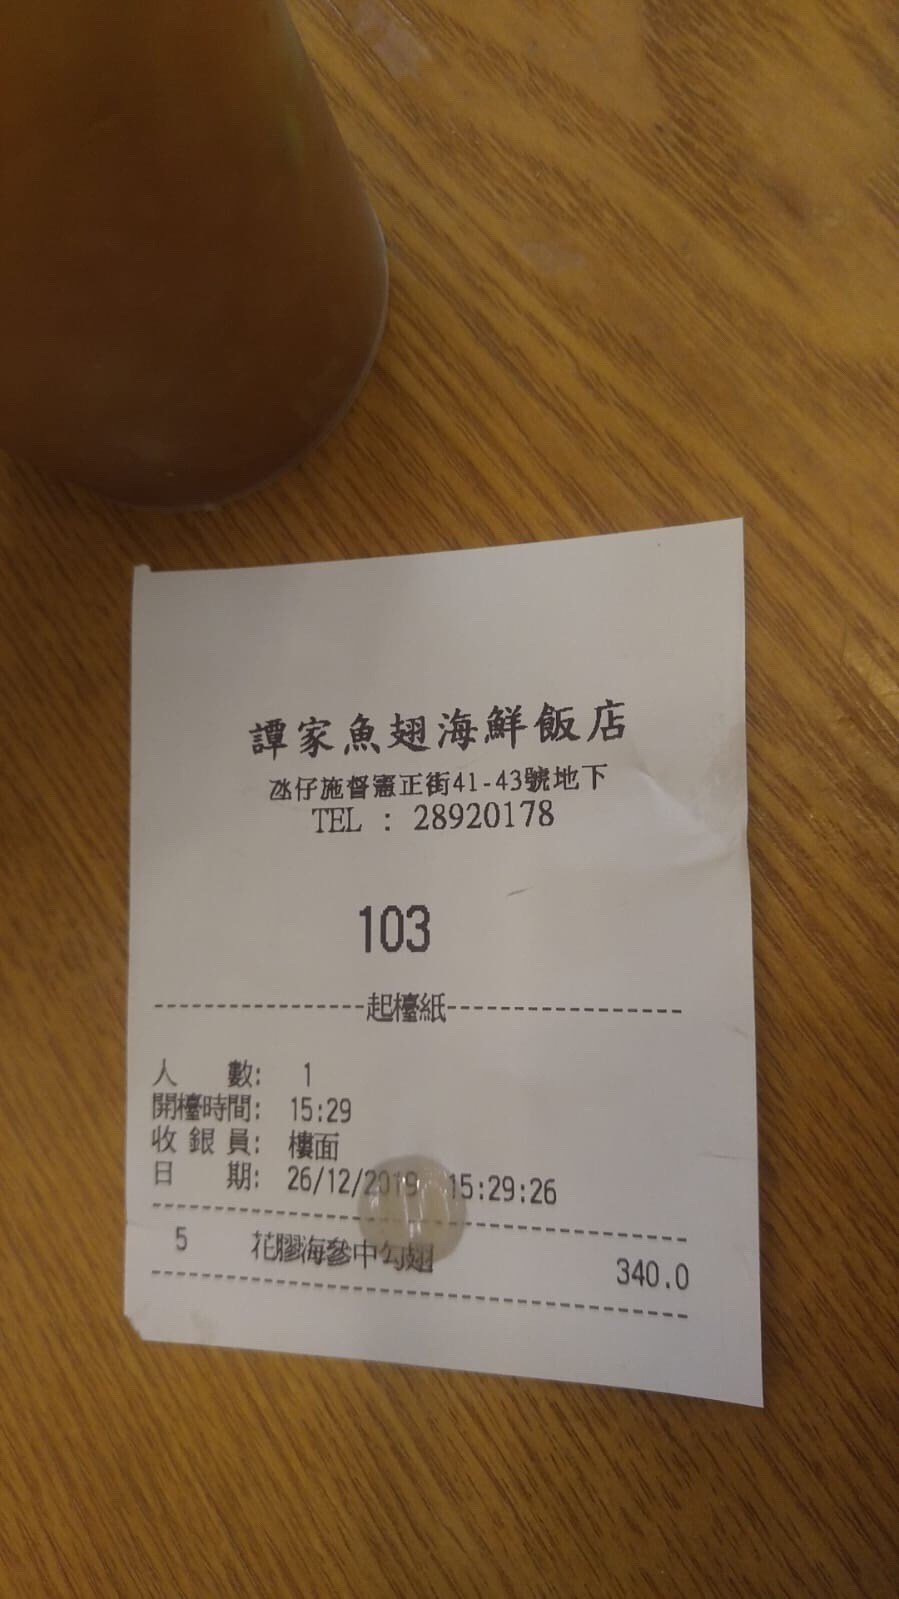 譚家魚翅海鮮飯店
氹仔施督憲正街41-43號地下
TEL : 28920178
103
------------------起檯紙------------------
人 數: 1
開檯時間: 15:29
收 銀 員: 樓面
日 期: 26/12/2019 15:29:26
5 花膠海參中勾翅 340.0